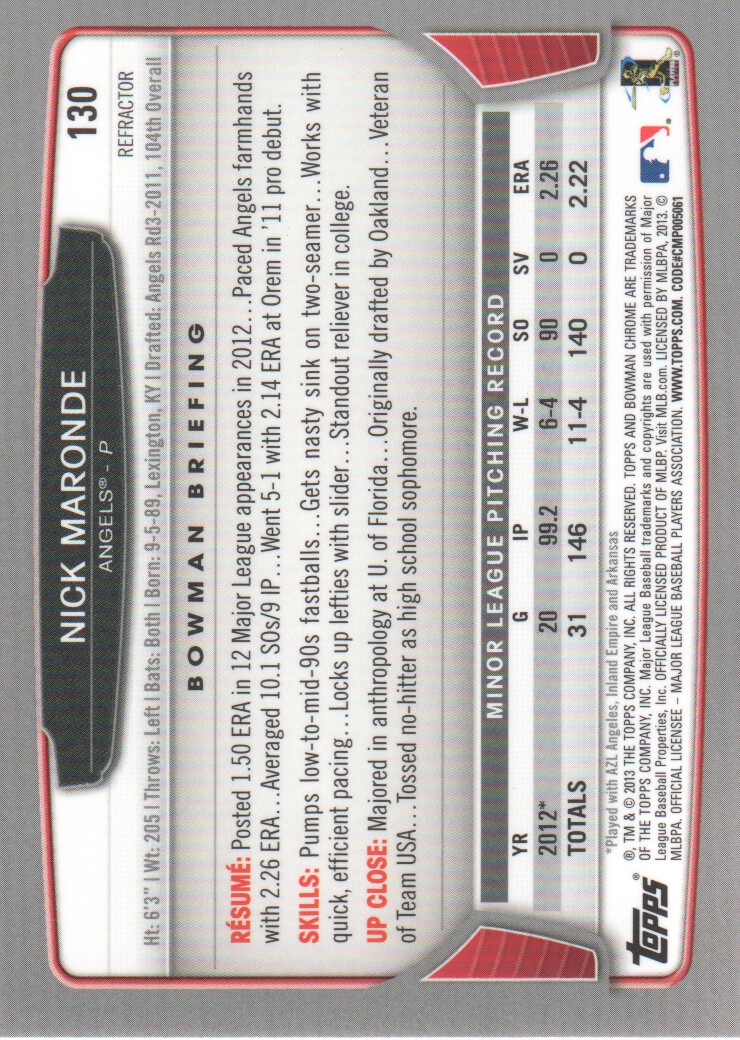 130
REFRACTOR
NICK MARONDE
ANGELS® - P
Ht: 6'3" | Wt: 205 | Throws: Left | Bats: Both | Born: 9-5-89, Lexington, KY | Drafted: Angels Rd3-2011, 104th Overall
BOWMAN BRIEFING
RÉSUMÉ: Posted 1.50 ERA in 12 Major League appearances in 2012...Paced Angels farmhands
with 2.26 ERA...Averaged 10.1 SOs/9 IP...Went 5-1 with 2.14 ERA at Orem in '11 pro debut.
SKILLS: Pumps low-to-mid-90s fastballs...Gets nasty sink on two-seamer...Works with
quick, efficient pacing...Locks up lefties with slider...Standout reliever in college.
UP CLOSE: Majored in anthropology at U. of Florida...Originally drafted by Oakland...Veteran
of Team USA...Tossed no-hitter as high school sophomore.
MINOR LEAGUE PITCHING RECORD
YR G IP W-L SO SV ERA
2012* 20 99.2 6-4 90 0 2.26
TOTALS 31 146 11-4 140 0 2.22
*Played with AZL Angeles, Inland Empire and Arkansas
®, TM & © 2013 THE TOPPS COMPANY, INC. ALL RIGHTS RESERVED. TOPPS AND BOWMAN CHROME ARE TRADEMARKS
OF THE TOPPS COMPANY, INC. Major League Baseball trademarks and copyrights are used with permission of Major
League Baseball Properties, Inc. OFFICIALLY LICENSED PRODUCT OF MLBP. Visit MLB.com. LICENSED BY MLBPA, 2013. ©
MLBPA. OFFICIAL LICENSEE – MAJOR LEAGUE BASEBALL PLAYERS ASSOCIATION. WWW.TOPPS.COM. CODE#CMP005061
Topps®